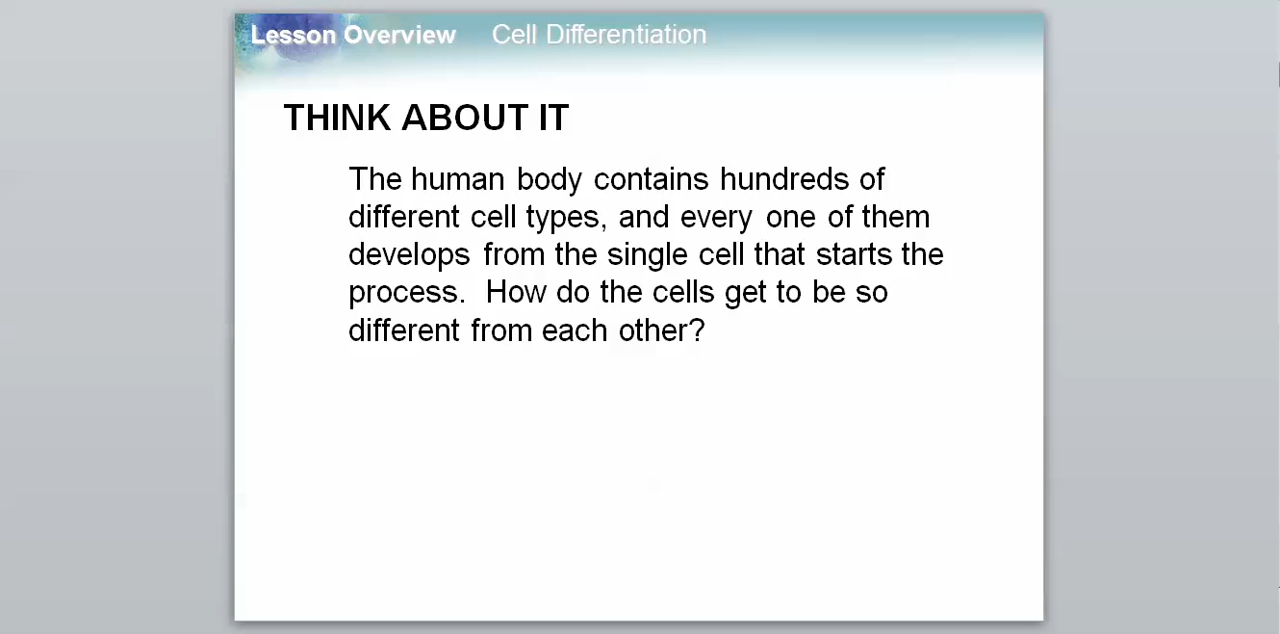 Lesson Overview Cell Differentiation
THINK ABOUT IT
The human body contains hundreds of
different cell types, and every one of them
develops from the single cell that starts the
process. How do the cells get to be so
different from each other?